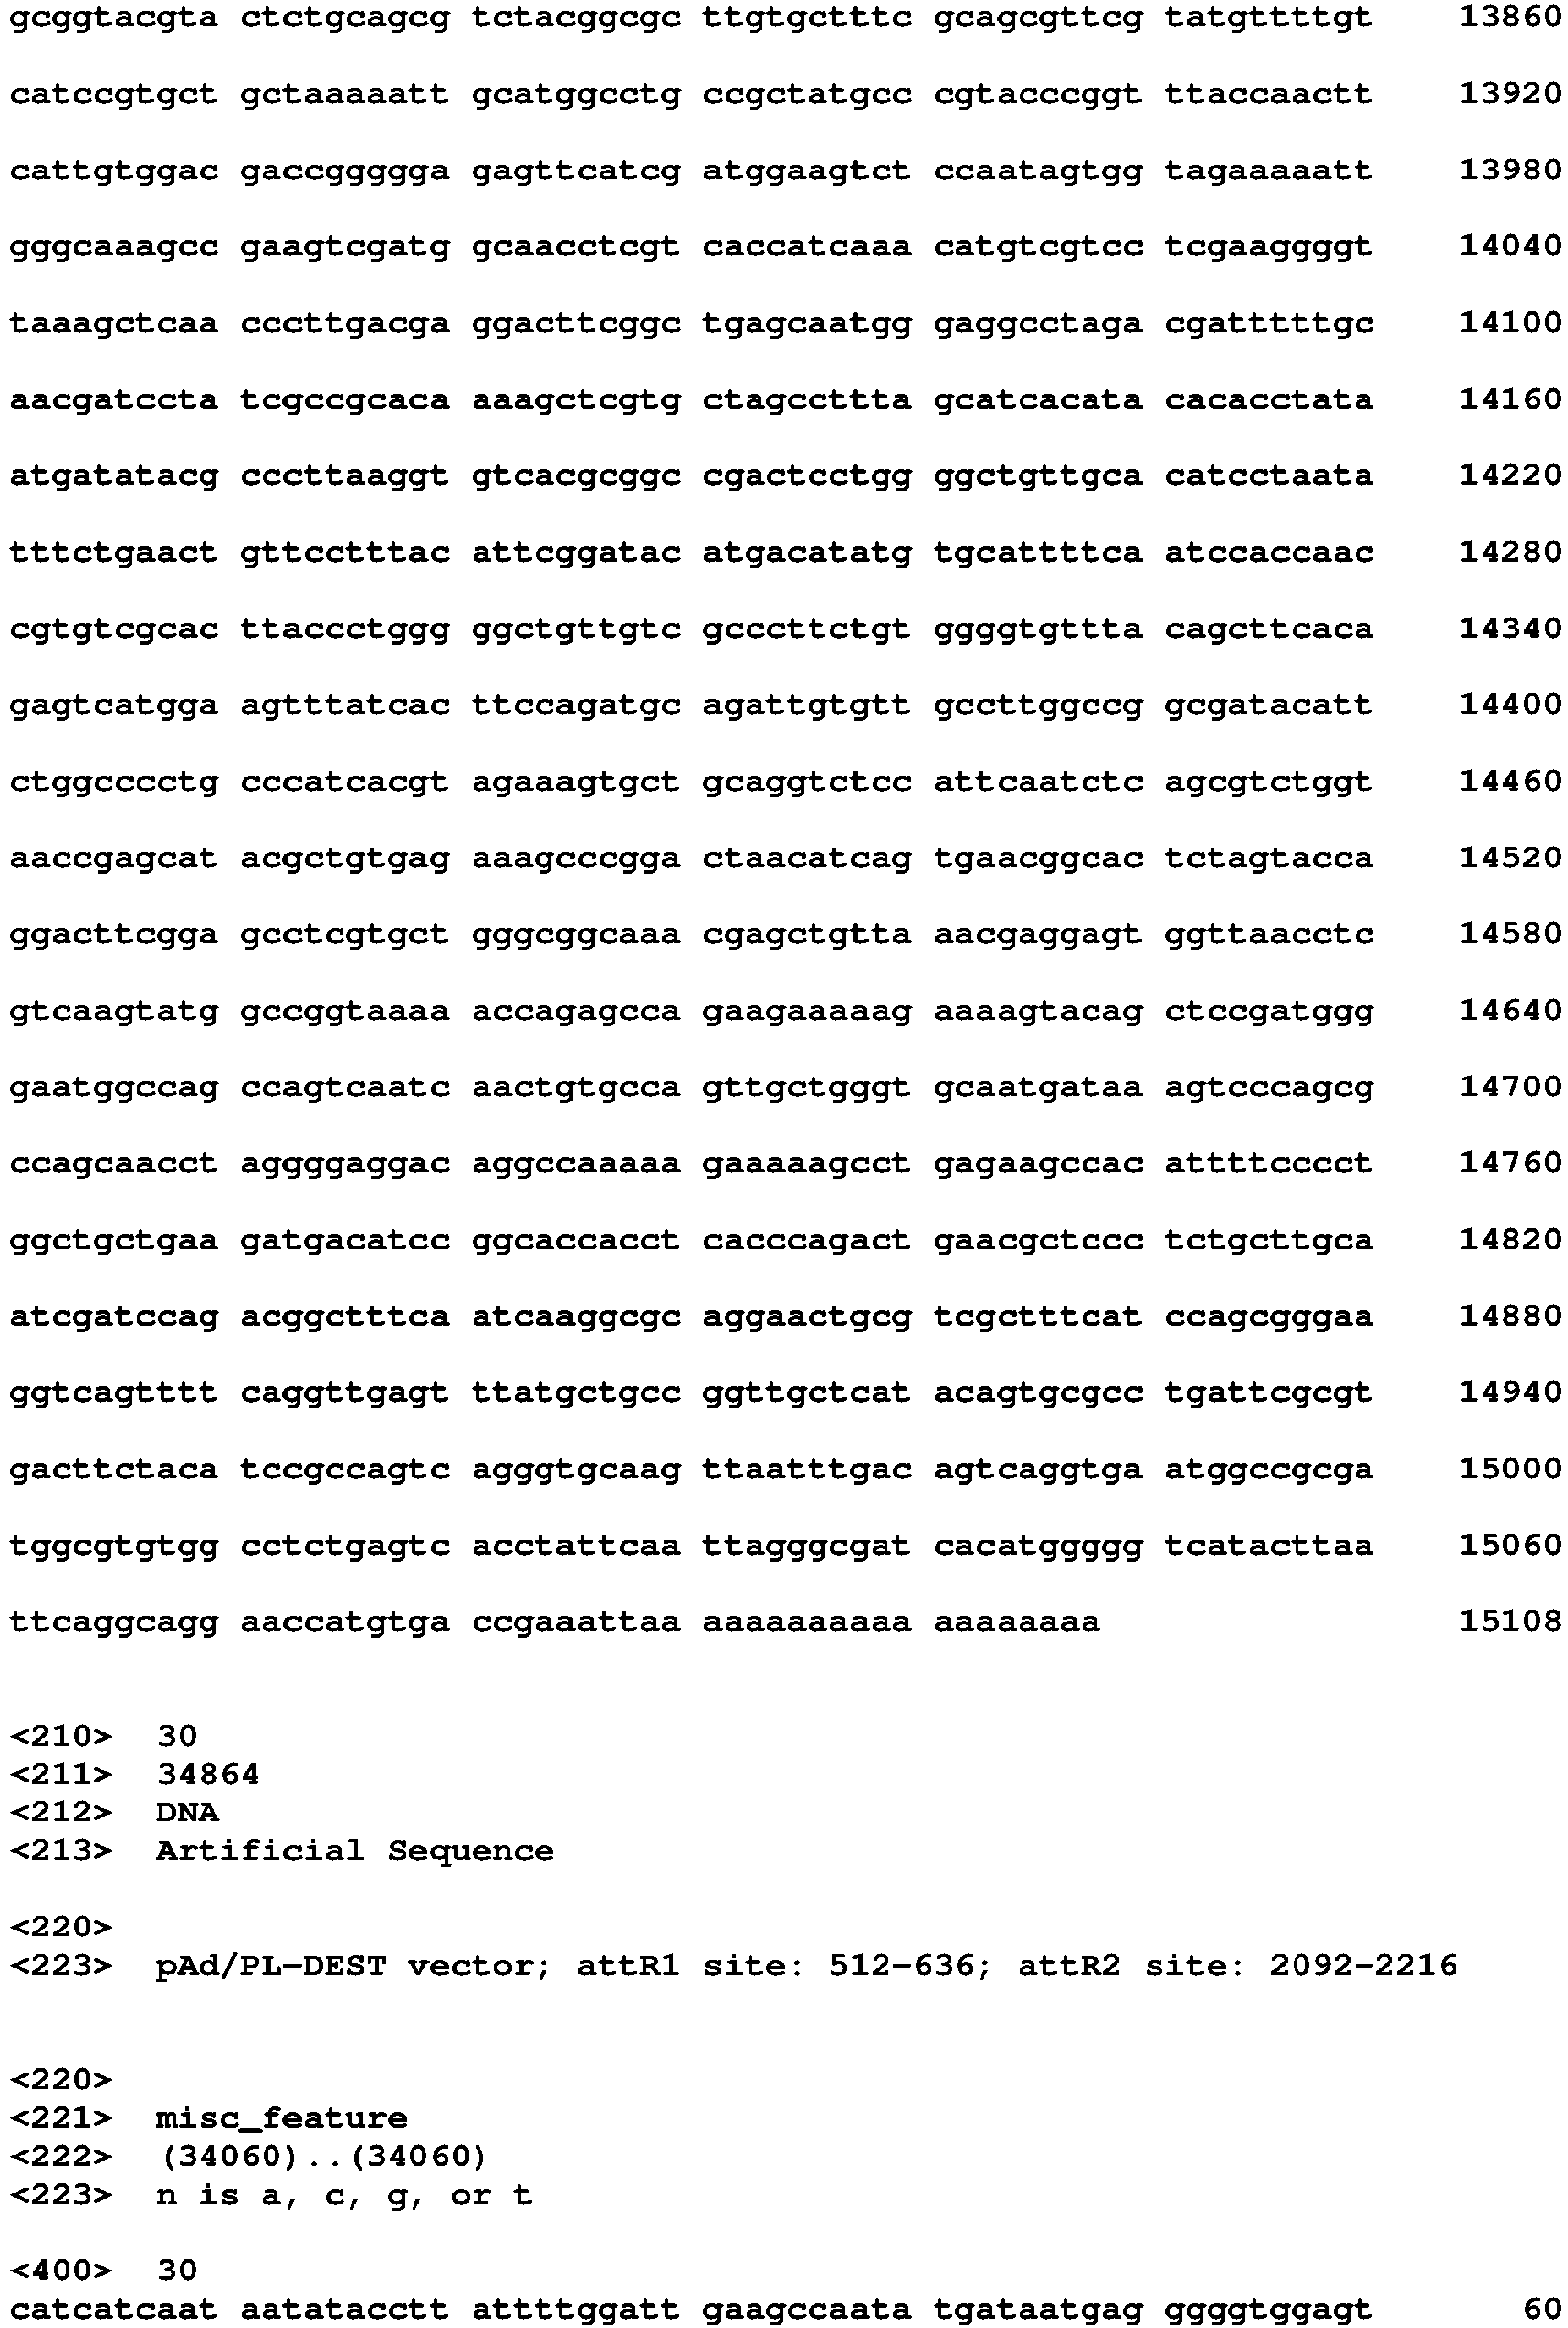 gcggtacgta ctctgcagcg tctacggcgc ttgtgctttc gcagcgttcg tatgttttgt 13860
catccgtgct gctaaaaatt gcatggcctg ccgctatgcc cgtacccggt ttaccaactt 13920
cattgtggac gaccggggga gagttcatcg atggaagtct ccaatagtgg tagaaaaatt 13980
gggcaaagcc gaagtcgatg gcaacctcgt caccatcaaa catgtcgtcc tcgaaggggt 14040
taaagctcaa cccttgacga ggacttcggc tgagcaatgg gaggcctaga cgatttttgc 14100
aacgatccta tcgccgcaca aaagctcgtg ctagccttta gcatcacata cacacctata 14160
atgatatacg cccttaaggt gtcacgcggc cgactcctgg ggctgttgca catcctaata 14220
tttctgaact gttcctttac attcggatac atgacatatg tgcattttca atccaccaac 14280
cgtgtcgcac ttaccctggg ggctgttgtc gcccttctgt ggggtgttta cagcttcaca 14340
gagtcatgga agtttatcac ttccagatgc agattgtgtt gccttggccg gcgatacatt 14400
ctggcccctg cccatcacgt agaaagtgct gcaggtctcc attcaatctc agcgtctggt 14460
aaccgagcat acgctgtgag aaagcccgga ctaacatcag tgaacggcac tctagtacca 14520
ggacttcgga gcctcgtgct gggcggcaaa cgagctgtta aacgaggagt ggttaacctc 14580
gtcaagtatg gccggtaaaa accagagcca gaagaaaaag aaaagtacag ctccgatggg 14640
gaatggccag ccagtcaatc aactgtgcca gttgctgggt gcaatgataa agtcccagcg 14700
ccagcaacct aggggaggac aggccaaaaa gaaaaagcct gagaagccac attttcccct 14760
ggctgctgaa gatgacatcc ggcaccacct cacccagact gaacgctccc tctgcttgca 14820
atcgatccag acggctttca atcaaggcgc aggaactgcg tcgctttcat ccagcgggaa 14880
ggtcagtttt caggttgagt ttatgctgcc ggttgctcat acagtgcgcc tgattcgcgt 14940
gacttctaca tccgccagtc agggtgcaag ttaatttgac agtcaggtga atggccgcga 15000
tggcgtgtgg cctctgagtc acctattcaa ttagggcgat cacatggggg tcatacttaa 15060
ttcaggcagg aaccatgtga ccgaaattaa aaaaaaaaaa aaaaaaaa 15108
<210> 30
<211> 34864
<212> DNA
<213> Artificial Sequence
<220>
<223> pAd/PL-DEST vector; attR1 site: 512-636; attR2 site: 2092-2216
<220>
<221> misc_feature
<222> (34060)..(34060)
<223> n is a, c, g, or t
<400> 30
catcatcaat aatatacctt attttggatt gaagccaata tgataatgag ggggtggagt 60